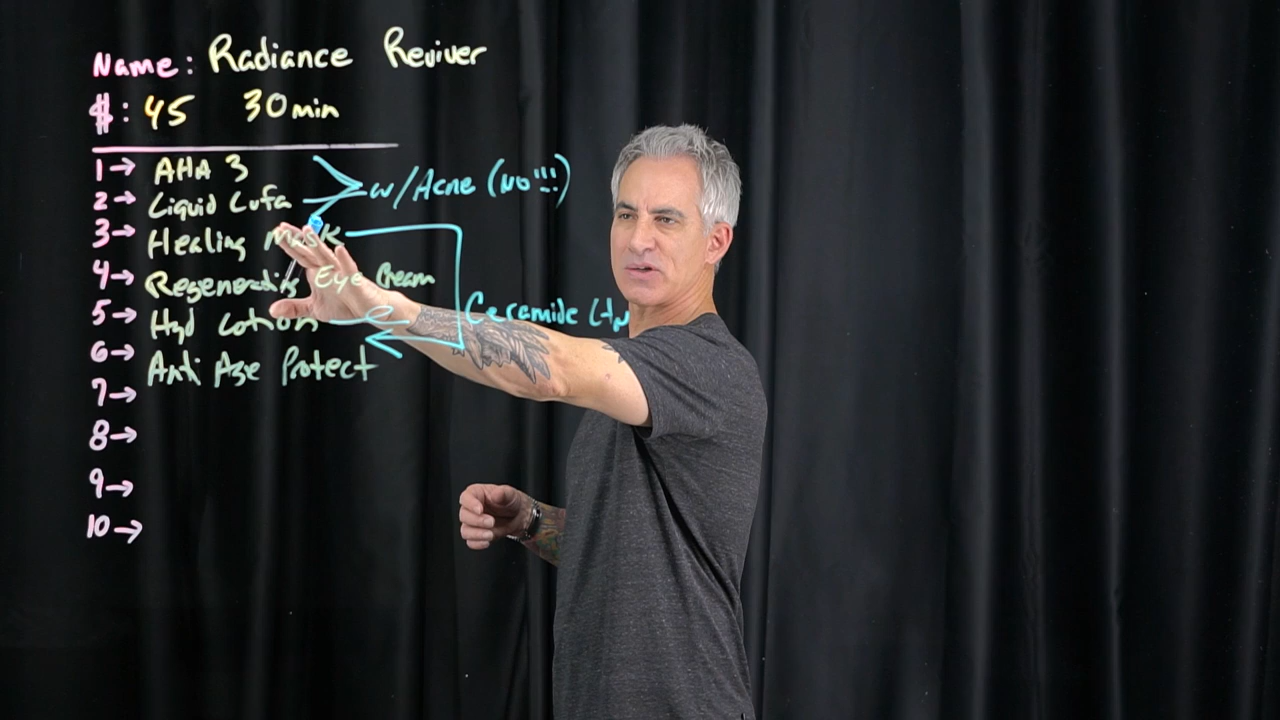 Name: Radiance Reviver
$: 45 30min
1→ AHA 3
2→ Liquid Lufa
w/Acne (No!!!)
3→ Healing Mask
4→ Regenerating Eye Cream
5→ Hyd Lotion
Ceramide
6→ Anti Age Protect
7→
8→
9→
10→